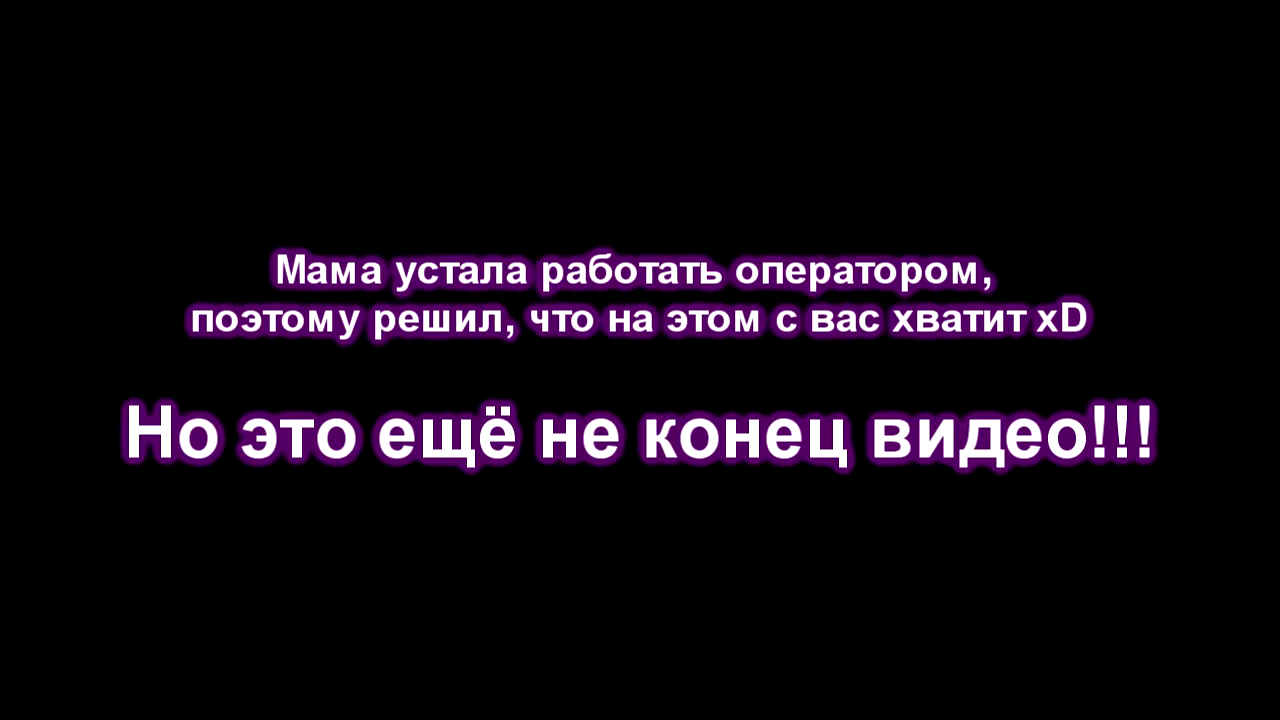 Мама устала работать оператором,
поэтому решил, что на этом с вас хватит xD
Но это ещё не конец видео!!!